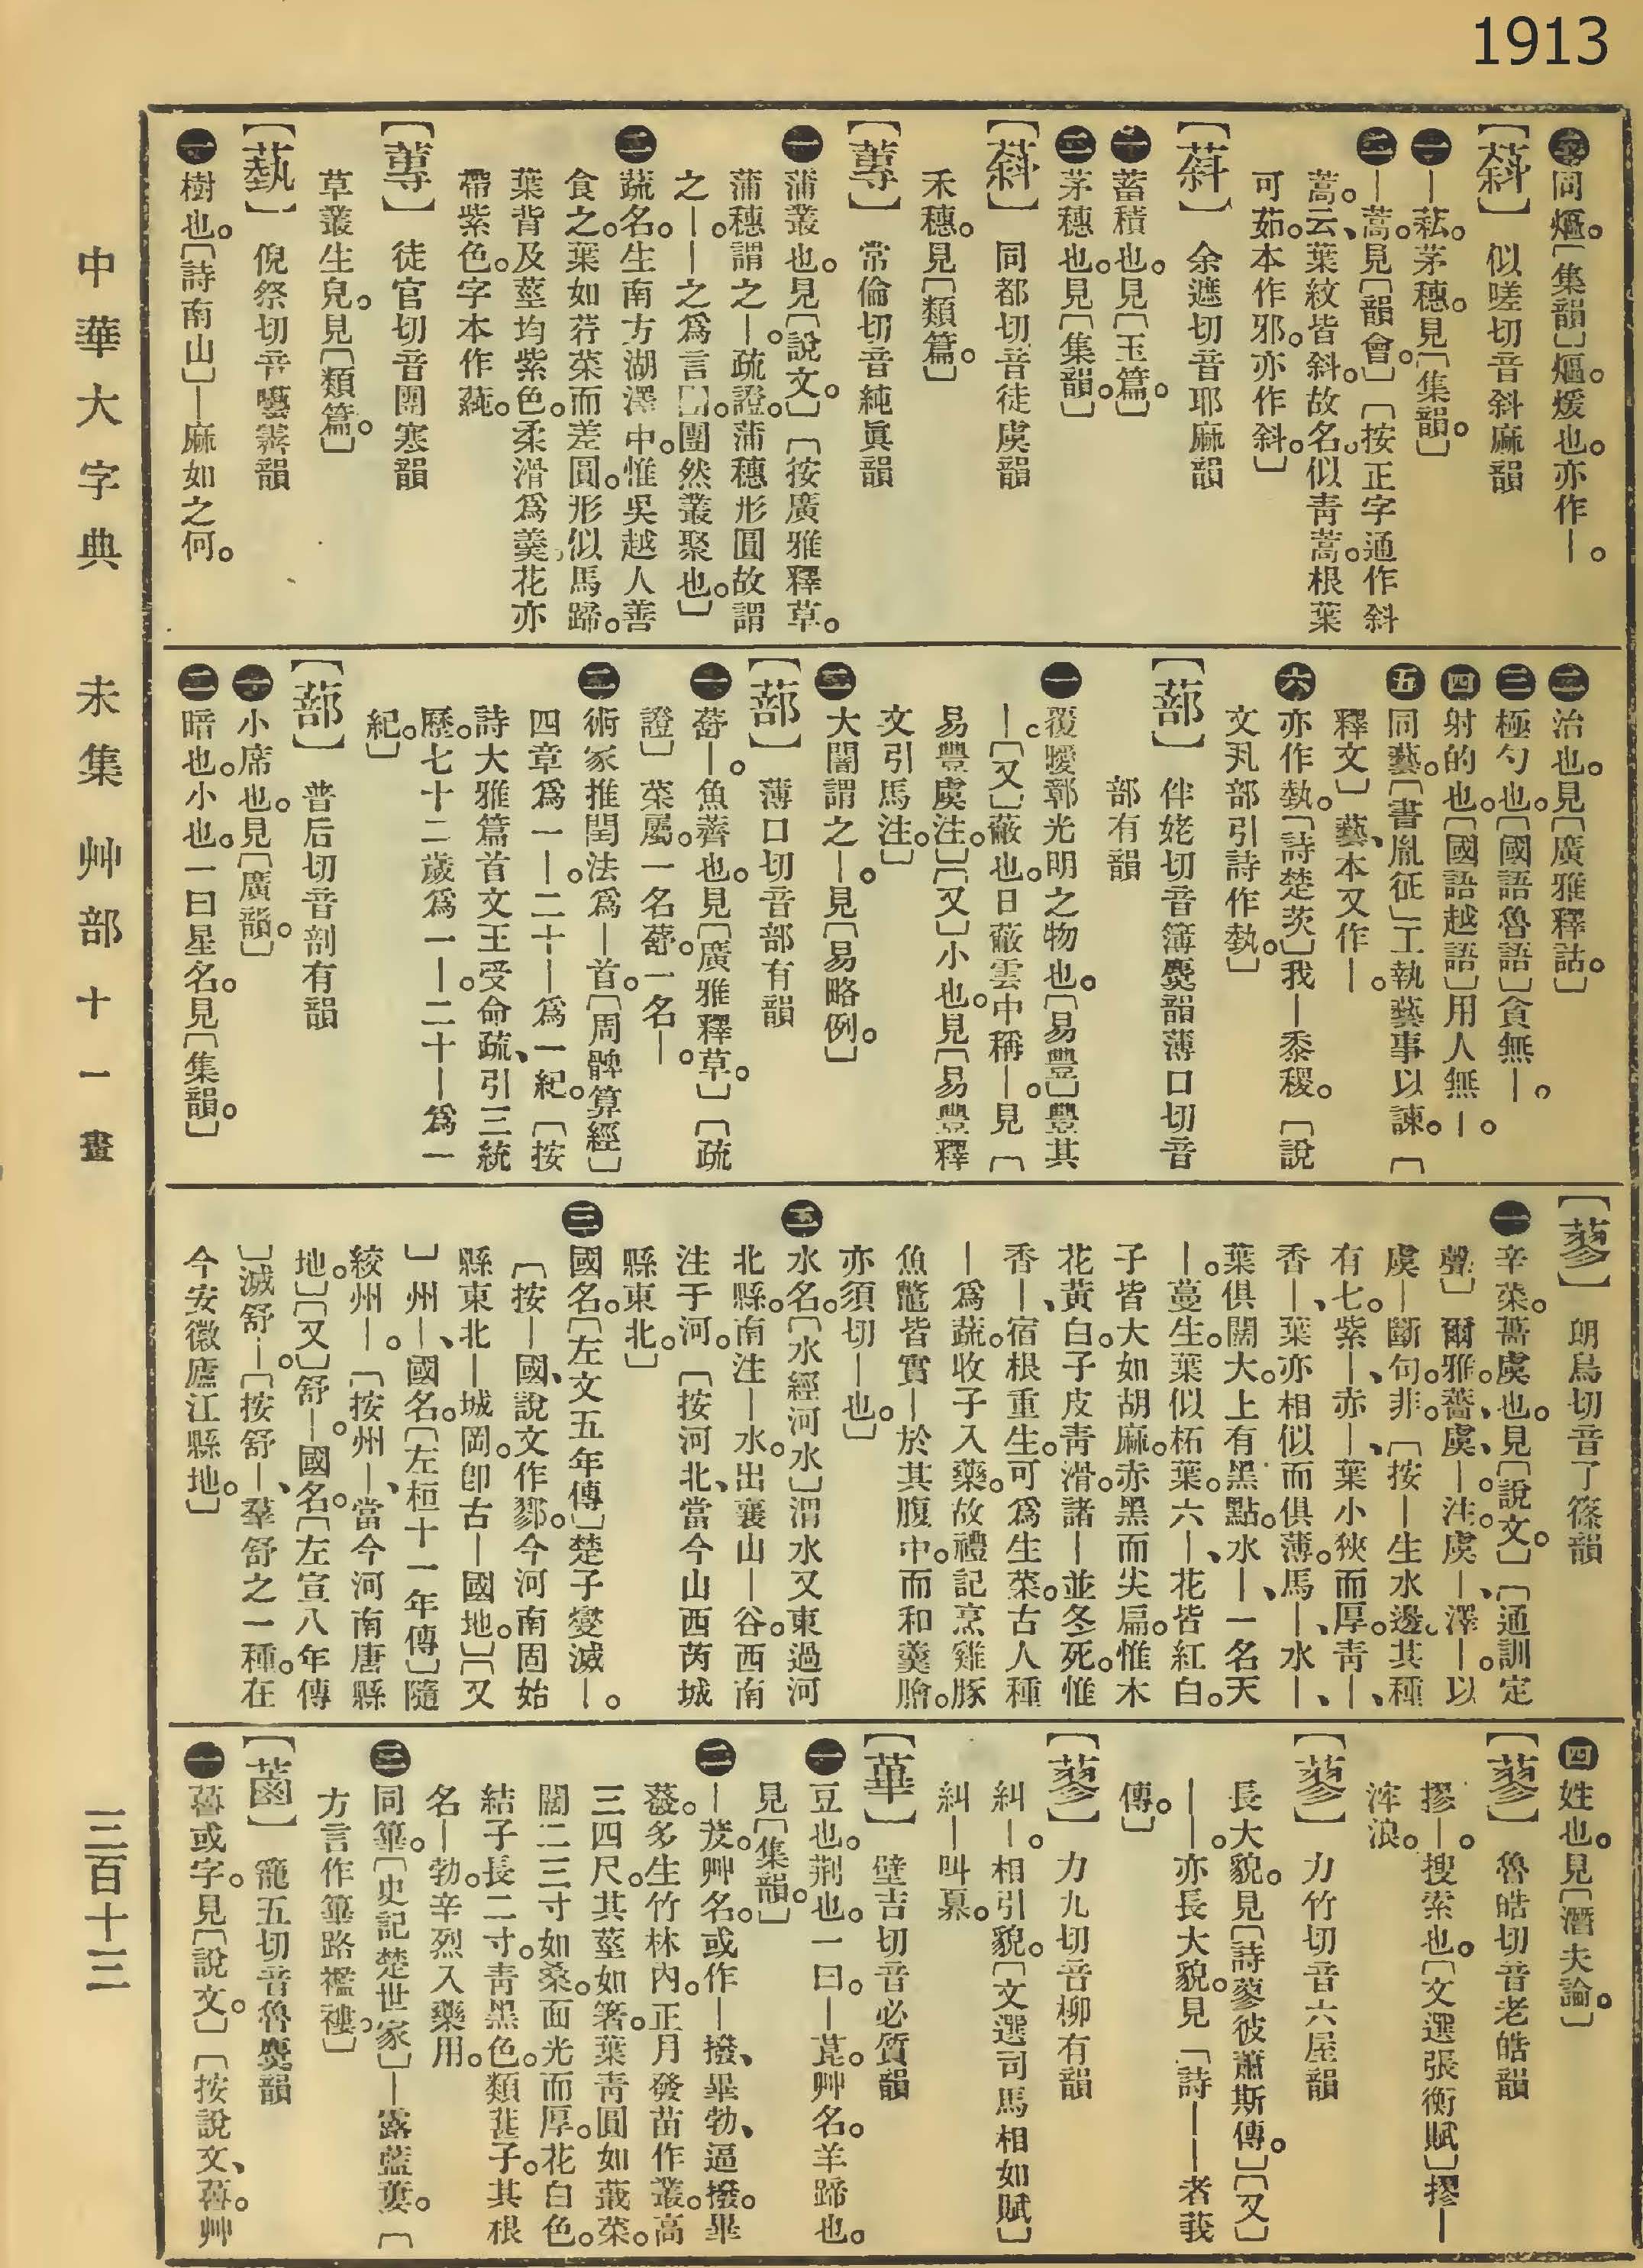 1913
㊄同熰。〔集韻〕熰。煖也。亦作—。
【䔑】似嗟切音斜麻韻
㊀—蒩。茅穗。見〔集韻。〕
㊁—蒿。見〔韻會。〕〔按正字通作斜
蒿。云、葉紋皆斜。故名。似靑蒿。根葉
可茹。本作邪。亦作斜。〕
【䔑】余遮切音耶麻韻
㊀蓄積也。見〔玉篇。〕
㊁茅穗也。見〔集韻。〕
【䔑】同都切音徒虞韻
禾穗。見〔類篇。〕
【蓴】常倫切音純眞韻
㊀蒲叢也。見〔說文。〕〔按廣雅釋草。
蒲穗謂之—。疏證。蒲穗形圓故謂
之—。—之爲言團團然叢聚也。〕
㊁蔬名。生南方湖澤中。惟吳越人善
食之。葉如荇菜而差圓。形似馬蹄。
葉背及莖均紫色。柔滑爲羹。花亦
帶紫色。字本作蒓。
【蓴】徒官切音團寒韻
草叢生皃。見〔類篇。〕
【蓺】倪祭切音囈霽韻
㊀樹也。〔詩南山〕—麻如之何。
㊁治也。見〔廣雅釋詁。〕
㊂極勺也。〔國語魯語〕貪無—。
㊃射的也。〔國語越語〕用人無—。
㊄同藝。〔書胤征〕工執藝事以諫。〔
釋文〕藝、本又作—。
㊅亦作埶。〔詩楚茨〕我—黍稷。〔說
文丮部引詩作埶。〕
【蔀】伴姥切音簿麌韻薄口切音
部有韻
㊀覆曖鄣光明之物也。〔易豐〕豐其
—。〔又〕蔽也。日蔽雲中稱—。見〔
易豐虞注。〕〔又〕小也。見〔易豐釋
文引馬注。〕
㊁大闇謂之—。見〔易略例。〕
【蔀】薄口切音部有韻
㊀蓾—。魚薺也。見〔廣雅釋草。〕〔疏
證〕菜屬。一名蓾。一名—。
㊁術家推閏法爲—首。〔周髀算經〕
四章爲一—。二十—爲一紀。〔按
詩大雅篇首文王受命疏、引三統
歷。七十二歲爲一—。二十—爲一
紀。〕
【蔀】普后切音剖有韻
㊀小席也。見〔廣韻。〕
㊁暗也。小也。一曰星名。見〔集韻。〕
【蓼】朗鳥切音了篠韻
㊀辛菜。薔虞也。見〔說文。〕〔通訓定
聲〕爾雅。薔、虞—。注。虞—、澤—。以
虞—斷句。非。〔按—生水邊。其種
有七。紫—、赤—、葉小狹而厚。靑—、
香—、葉亦相似而俱薄。馬—、水—、
葉俱闊大。上有黑點。水—、一名天
—。蔓生。葉似柘葉。六—、花皆紅白。
子皆大如胡麻。赤黑而尖扁。惟木
花黃白。子皮靑滑。諸—並冬死。惟
香—、宿根重生。可爲生菜。古人種
—爲蔬。收子入藥。故禮記烹雞豚
魚鼈皆實—於其腹中。而和羹膾。
亦須切—也。〕
㊁水名。〔水經河水〕渭水又東過河
北縣。南注—水。出襄山—谷。西南
注于河。〔按河北、當今山西芮城
縣東北。〕
㊂國名。〔左文五年傳〕楚子燮滅—。
〔按—國、說文作鄝。今河南固始
縣東北—城岡。卽古—國地。〕〔又
〕州—、國名。〔左桓十一年傳〕隨
絞州—。〔按州—、當今河南唐縣
地。〕〔又〕舒—。國名。〔左宣八年傳
〕滅舒—。〔按舒—、羣舒之一種。在
今安徽廬江縣地。〕
㊃姓也。見〔潛夫論。〕
【蓼】魯皓切音老皓韻
摎—。搜索也。〔文選張衡賦〕摎—
浶浪。
【蓼】力竹切音六屋韻
長大貌。見〔詩蓼彼蕭斯傳。〕〔又〕
——。亦長大貌。見〔詩——者莪
傳。〕
【蓼】力九切音柳有韻
糾—。相引貌。〔文選司馬相如賦〕
糾—叫奡。
【蓽】壁吉切音必質韻
㊀豆也。荆也。一曰。—萖。艸名。羊蹄也。
見〔集韻。〕
㊁—茇。艸名。或作—撥、畢勃、逼撥。畢
蕟。多生竹林內。正月發苗作叢。高
三四尺。其莖如箸。葉靑圓如蕺菜。
闊二三寸如桑。面光而厚。花白色。
結子長二寸。靑黑色。類葚子。其根
名—勃。辛烈入藥用。
㊂同篳。〔史記楚世家〕—露藍蔞。〔
方言作篳路襤褸。〕
【蓾】籠五切音魯麌韻
㊀蓾或字。見〔說文。〕〔按說文、蓾。艸
中華大字典　未集　艸部十一畫
三百十三